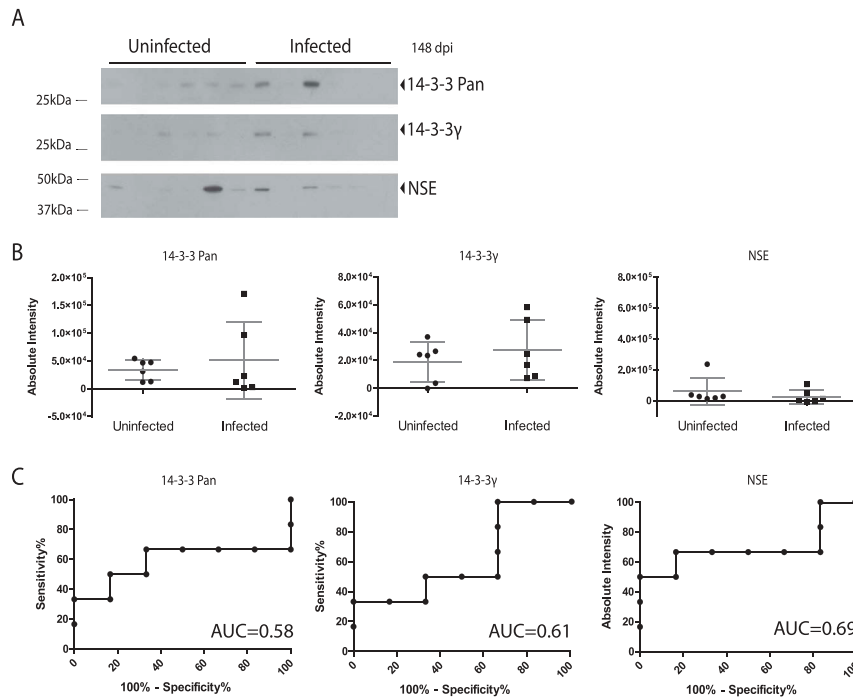 A
Uninfected Infected 148 dpi
14-3-3 Pan
25kDa
14-3-3γ
25kDa
50kDa
NSE
37kDa
B
14-3-3 Pan
Absolute Intensity
2.0×10⁵
1.5×10⁵
1.0×10⁵
5.0×10⁴
0
-5.0×10⁴
Uninfected Infected
14-3-3γ
Absolute Intensity
8.0×10⁴
6.0×10⁴
4.0×10⁴
2.0×10⁴
0
-2.0×10⁴
Uninfected Infected
NSE
Absolute Intensity
8.0×10⁵
6.0×10⁵
4.0×10⁵
2.0×10⁵
0
Uninfected Infected
C
14-3-3 Pan
Sensitivity%
100
80
60
40
20
0
0 20 40 60 80 100
AUC=0.58
100% - Specificity%
14-3-3γ
Sensitivity%
100
80
60
40
20
0
0 20 40 60 80 100
AUC=0.61
100% - Specificity%
NSE
Absolute Intensity
100
80
60
40
20
0
0 20 40 60 80 100
AUC=0.69
100% - Specificity%